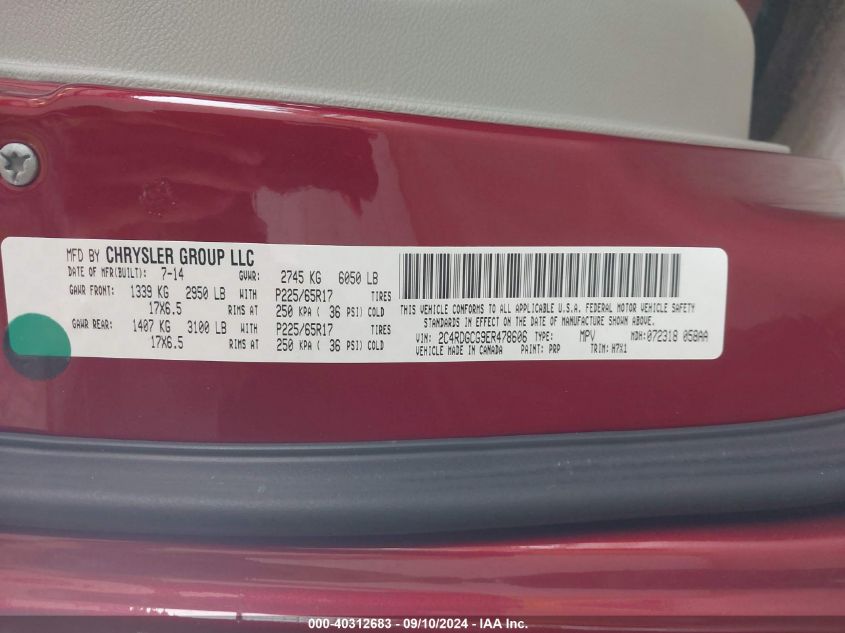 MFD BY CHRYSLER GROUP LLC
DATE OF MFR(BUILT): 7-14 GVWR: 2745 KG 6050 LB
GAWR FRONT: 1339 KG 2950 LB WITH P225/65R17 TIRES
17X6.5 RIMS AT 250 KPA ( 36 PSI) COLD
GAWR REAR: 1407 KG 3100 LB WITH P225/65R17 TIRES
17X6.5 RIMS AT 250 KPA ( 36 PSI) COLD
THIS VEHICLE CONFORMS TO ALL APPLICABLE U.S.A. FEDERAL MOTOR VEHICLE SAFETY
STANDARDS IN EFFECT ON THE DATE OF MANUFACTURE SHOWN ABOVE.
VIN: 2C4RDGCG9ER478606 TYPE: MPV MDH:072318 058AA
VEHICLE MADE IN CANADA PAINT: PRP TRIM: H7X1
000-40312683 - 09/10/2024 - IAA Inc.